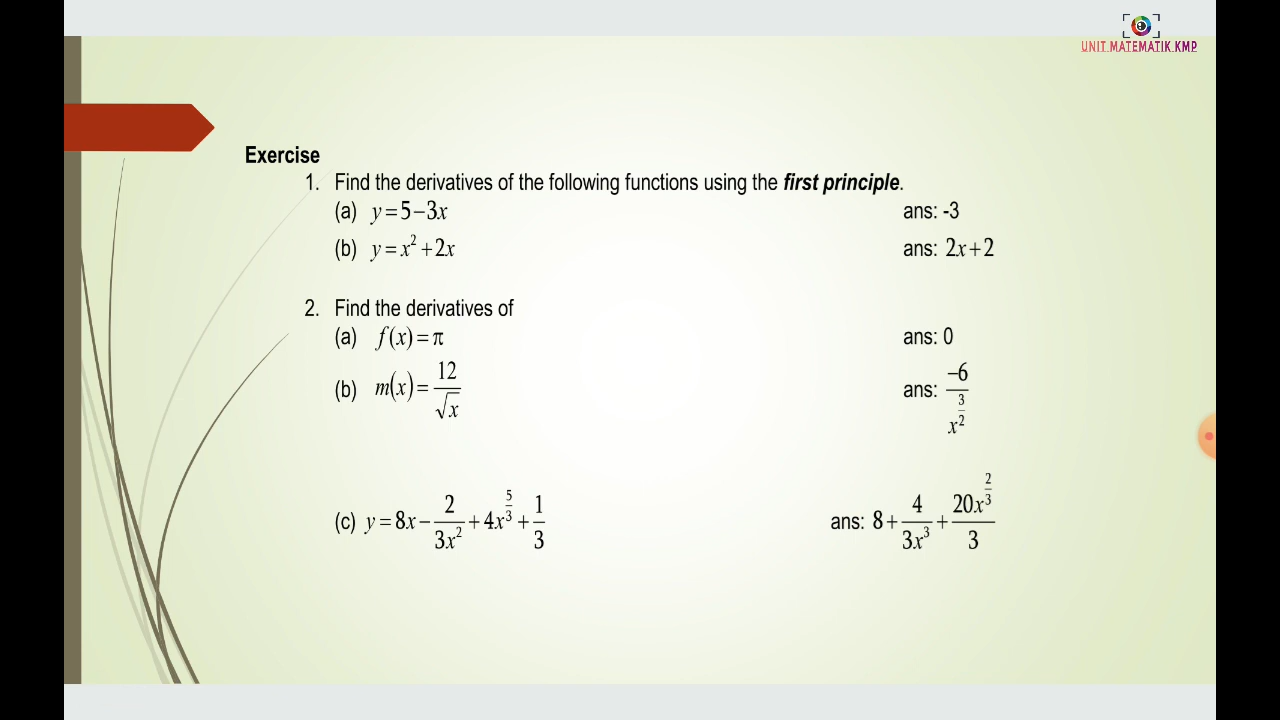 UNIT MATEMATIK KMP
Exercise
1. Find the derivatives of the following functions using the first principle.
(a) y = 5 − 3x ans: -3
(b) y = x² + 2x ans: 2x + 2
2. Find the derivatives of
(a) f(x) = π ans: 0
(b) m(x) = 12/√x ans: −6/x^(3/2)
(c) y = 8x − 2/(3x²) + 4x^(5/3) + 1/3 ans: 8 + 4/(3x³) + 20x^(2/3)/3